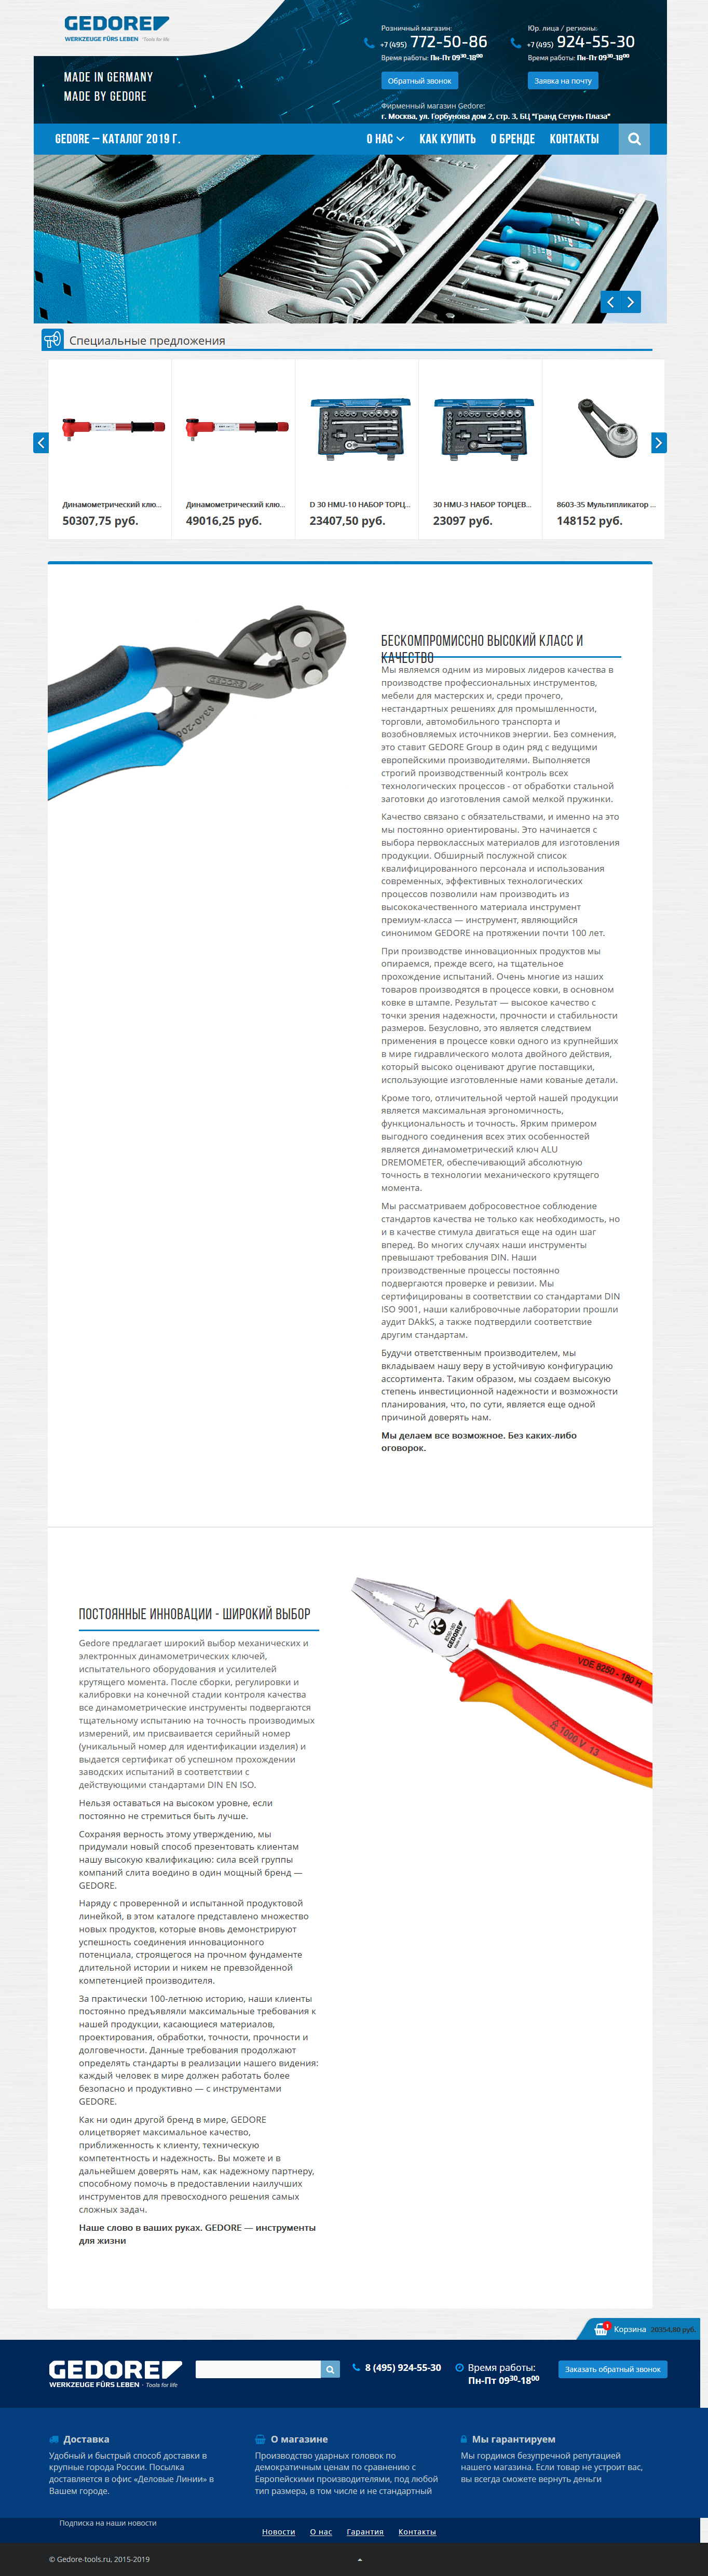 GEDORE
WERKZEUGE FÜRS LEBEN · Tools for life
MADE IN GERMANY
MADE BY GEDORE
Розничный магазин:
+7 (495) 772-50-86
Время работы: Пн-Пт 09³⁰-18⁰⁰
Обратный звонок
Юр. лица / регионы:
+7 (495) 924-55-30
Время работы: Пн-Пт 09³⁰-18⁰⁰
Заявка на почту
Фирменный магазин Gedore:
г. Москва, ул. Горбунова дом 2, стр. 3, БЦ "Гранд Сетунь Плаза"
GEDORE – КАТАЛОГ 2019 Г.
О НАС
КАК КУПИТЬ
О БРЕНДЕ
КОНТАКТЫ
Специальные предложения
Динамометрический клю...
50307,75 руб.
Динамометрический клю...
49016,25 руб.
D 30 HMU-10 НАБОР ТОРЦ...
23407,50 руб.
30 HMU-3 НАБОР ТОРЦЕВ...
23097 руб.
8603-35 Мультипликатор ...
148152 руб.
БЕСКОМПРОМИССНО ВЫСОКИЙ КЛАСС И
КАЧЕСТВО
Мы являемся одним из мировых лидеров качества в
производстве профессиональных инструментов,
мебели для мастерских и, среди прочего,
нестандартных решениях для промышленности,
торговли, автомобильного транспорта и
возобновляемых источников энергии. Без сомнения,
это ставит GEDORE Group в один ряд с ведущими
европейскими производителями. Выполняется
строгий производственный контроль всех
технологических процессов - от обработки стальной
заготовки до изготовления самой мелкой пружинки.
Качество связано с обязательствами, и именно на это
мы постоянно ориентированы. Это начинается с
выбора первоклассных материалов для изготовления
продукции. Обширный послужной список
квалифицированного персонала и использования
современных, эффективных технологических
процессов позволили нам производить из
высококачественного материала инструмент
премиум-класса — инструмент, являющийся
синонимом GEDORE на протяжении почти 100 лет.
При производстве инновационных продуктов мы
опираемся, прежде всего, на тщательное
прохождение испытаний. Очень многие из наших
товаров производятся в процессе ковки, в основном
ковке в штампе. Результат — высокое качество с
точки зрения надежности, прочности и стабильности
размеров. Безусловно, это является следствием
применения в процессе ковки одного из крупнейших
в мире гидравлического молота двойного действия,
который высоко оценивают другие поставщики,
использующие изготовленные нами кованые детали.
Кроме того, отличительной чертой нашей продукции
является максимальная эргономичность,
функциональность и точность. Ярким примером
выгодного соединения всех этих особенностей
является динамометрический ключ ALU
DREMOMETER, обеспечивающий абсолютную
точность в технологии механического крутящего
момента.
Мы рассматриваем добросовестное соблюдение
стандартов качества не только как необходимость, но
и в качестве стимула двигаться еще на один шаг
вперед. Во многих случаях наши инструменты
превышают требования DIN. Наши
производственные процессы постоянно
подвергаются проверке и ревизии. Мы
сертифицированы в соответствии со стандартами DIN
ISO 9001, наши калибровочные лаборатории прошли
аудит DAkkS, а также подтвердили соответствие
другим стандартам.
Будучи ответственным производителем, мы
вкладываем нашу веру в устойчивую конфигурацию
ассортимента. Таким образом, мы создаем высокую
степень инвестиционной надежности и возможности
планирования, что, по сути, является еще одной
причиной доверять нам.
Мы делаем все возможное. Без каких-либо
оговорок.
GEDORE
8340-200
ПОСТОЯННЫЕ ИННОВАЦИИ - ШИРОКИЙ ВЫБОР
Gedore предлагает широкий выбор механических и
электронных динамометрических ключей,
испытательного оборудования и усилителей
крутящего момента. После сборки, регулировки и
калибровки на конечной стадии контроля качества
все динамометрические инструменты подвергаются
тщательному испытанию на точность производимых
измерений, им присваивается серийный номер
(уникальный номер для идентификации изделия) и
выдается сертификат об успешном прохождении
заводских испытаний в соответствии с
действующими стандартами DIN EN ISO.
Нельзя оставаться на высоком уровне, если
постоянно не стремиться быть лучше.
Сохраняя верность этому утверждению, мы
придумали новый способ презентовать клиентам
нашу высокую квалификацию: сила всей группы
компаний слита воедино в один мощный бренд —
GEDORE.
Наряду с проверенной и испытанной продуктовой
линейкой, в этом каталоге представлено множество
новых продуктов, которые вновь демонстрируют
успешность соединения инновационного
потенциала, строящегося на прочном фундаменте
длительной истории и никем не превзойденной
компетенцией производителя.
За практически 100-летнюю историю, наши клиенты
постоянно предъявляли максимальные требования к
нашей продукции, касающиеся материалов,
проектирования, обработки, точности, прочности и
долговечности. Данные требования продолжают
определять стандарты в реализации нашего видения:
каждый человек в мире должен работать более
безопасно и продуктивно — с инструментами
GEDORE.
Как ни один другой бренд в мире, GEDORE
олицетворяет максимальное качество,
приближенность к клиенту, техническую
компетентность и надежность. Вы можете и в
дальнейшем доверять нам, как надежному партнеру,
способному помочь в предоставлении наилучших
инструментов для превосходного решения самых
сложных задач.
Наше слово в ваших руках. GEDORE — инструменты
для жизни
GEDORE
VDE 8250 - 160 H
1000 V 13
1
Корзина 20354,80 руб.
GEDORE
WERKZEUGE FÜRS LEBEN · Tools for life
8 (495) 924-55-30
Время работы:
Пн-Пт 09³⁰-18⁰⁰
Заказать обратный звонок
Доставка
Удобный и быстрый способ доставки в
крупные города России. Посылка
доставляется в офис «Деловые Линии» в
Вашем городе.
О магазине
Производство ударных головок по
демократичным ценам по сравнению с
Европейскими производителями, под любой
тип размера, в том числе и не стандартный
Мы гарантируем
Мы гордимся безупречной репутацией
нашего магазина. Если товар не устроит вас,
вы всегда сможете вернуть деньги
Подписка на наши новости
Новости
О нас
Гарантия
Контакты
© Gedore-tools.ru, 2015-2019